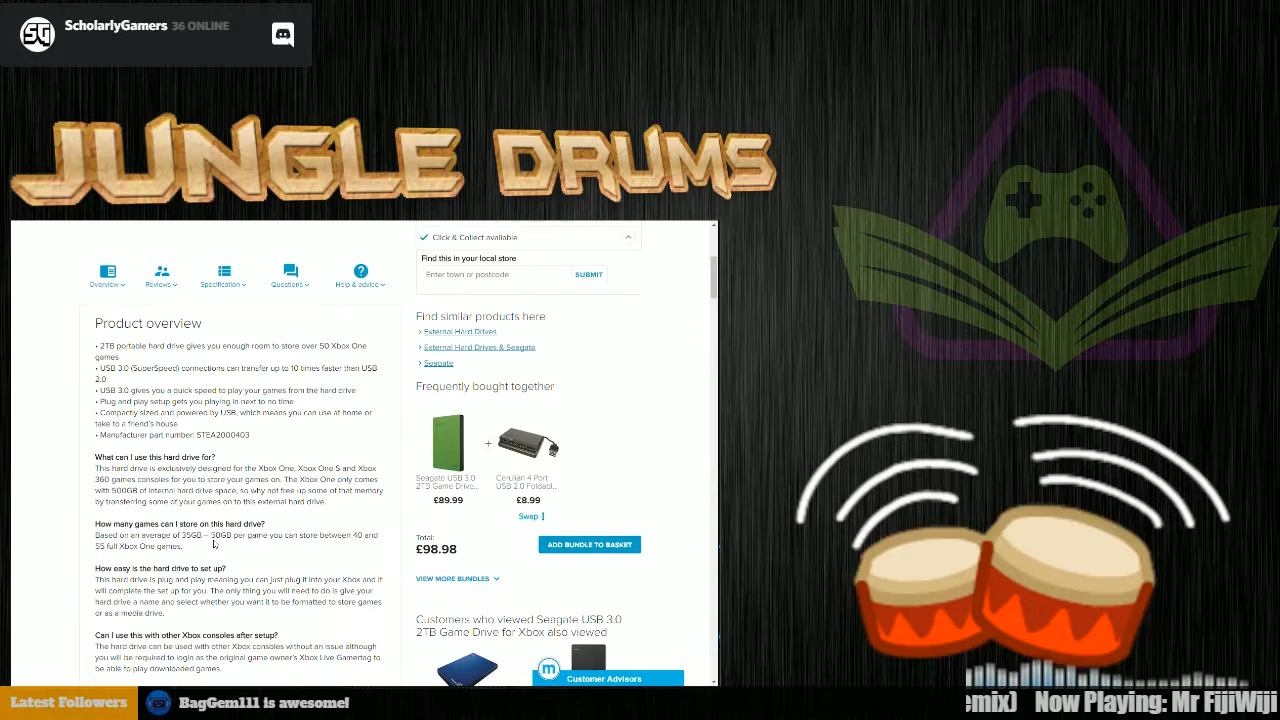 ScholarlyGamers 36 ONLINE
SG
JUNGLE DRUMS
Overview
Reviews
Specification
Questions
Help & advice
Product overview
• 2TB portable hard drive gives you enough room to store over 50 Xbox One
games
• USB 3.0 (SuperSpeed) connections can transfer up to 10 times faster than USB
2.0
• USB 3.0 gives you a quick speed to play your games from the hard drive
• Plug and play setup gets you playing in next to no time
• Compactly sized and powered by USB, which means you can use at home or
take to a friend's house
• Manufacturer part number: STEA2000403
What can I use this hard drive for?
This hard drive is exclusively designed for the Xbox One, Xbox One S and Xbox
360 games consoles for you to store your games on. The Xbox One only comes
with 500GB of internal hard drive space, so why not free up some of that memory
by transferring some of your games on to this external hard drive.
How many games can I store on this hard drive?
Based on an average of 35GB – 50GB per game you can store between 40 and
55 full Xbox One games.
How easy is the hard drive to set up?
This hard drive is plug and play meaning you can just plug it into your Xbox and it
will complete the set up for you. The only thing you will need to do is give your
hard drive a name and select whether you want it to be formatted to store games
or as a media drive.
Can I use this with other Xbox consoles after setup?
The hard drive can be used with other Xbox consoles without an issue although
you will be required to login as the original game owner's Xbox Live Gamertag to
be able to play downloaded games.
Click & Collect available
Find this in your local store
Enter town or postcode
SUBMIT
Find similar products here
> External Hard Drives
> External Hard Drives & Seagate
> Seagate
Frequently bought together
+
Seagate USB 3.0
2TB Game Drive...
£89.99
Cerulian 4 Port
USB 2.0 Foldabl...
£8.99
Swap
Total:
£98.98
ADD BUNDLE TO BASKET
VIEW MORE BUNDLES
Customers who viewed Seagate USB 3.0
2TB Game Drive for Xbox also viewed
m
Customer Advisors
Latest Followers
BagGem111 is awesome!
emix) Now Playing: Mr FijiWiji